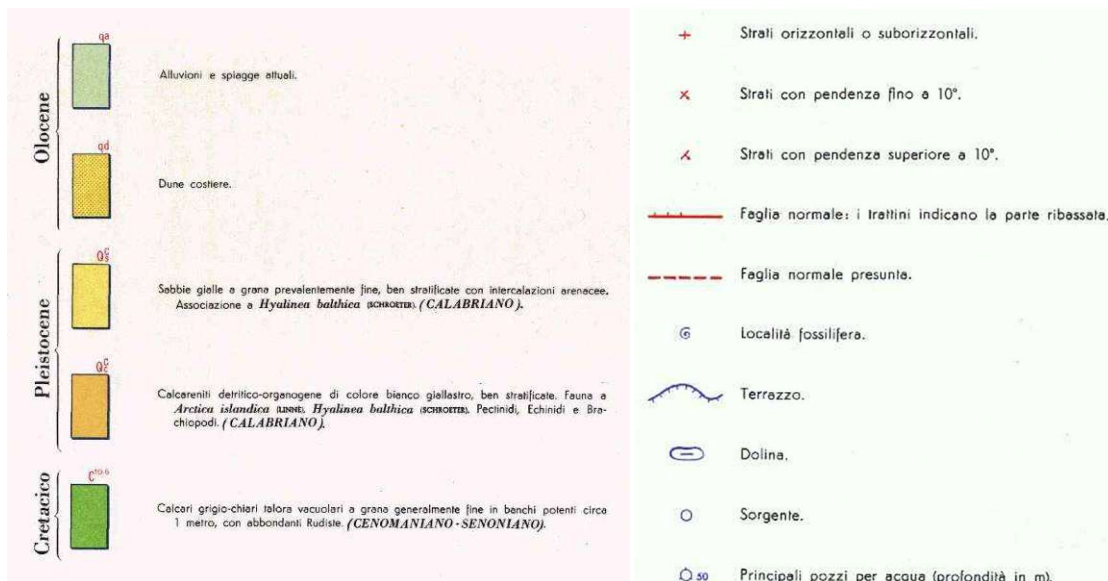 Olocene
qa
Alluvioni e spiagge attuali.
qd
Dune costiere.
Pleistocene
Qcs
Sabbie gialle a grana prevalentemente fine, ben stratificate con intercalazioni arenacee.
Associazione a Hyalinea balthica (SCHROETER). (CALABRIANO).
Qcc
Calcareniti detritico-organogene di colore bianco giallastro, ben stratificate. Fauna a
Arctica islandica (LINNÈ), Hyalinea balthica (SCHROETER), Pectinidi, Echinidi e Bra-
chiopodi. (CALABRIANO).
Cretacico
C10-6
Calcari grigio-chiari talora vacuolari a grana generalmente fine in banchi potenti circa
1 metro, con abbondanti Rudiste. (CENOMANIANO - SENONIANO).
Strati orizzontali o suborizzontali.
Strati con pendenza fino a 10°.
Strati con pendenza superiore a 10°.
Faglia normale: i trattini indicano la parte ribassata.
Faglia normale presunta.
Località fossilifera.
Terrazzo.
Dolina.
Sorgente.
50 Principali pozzi per acqua (profondità in m).